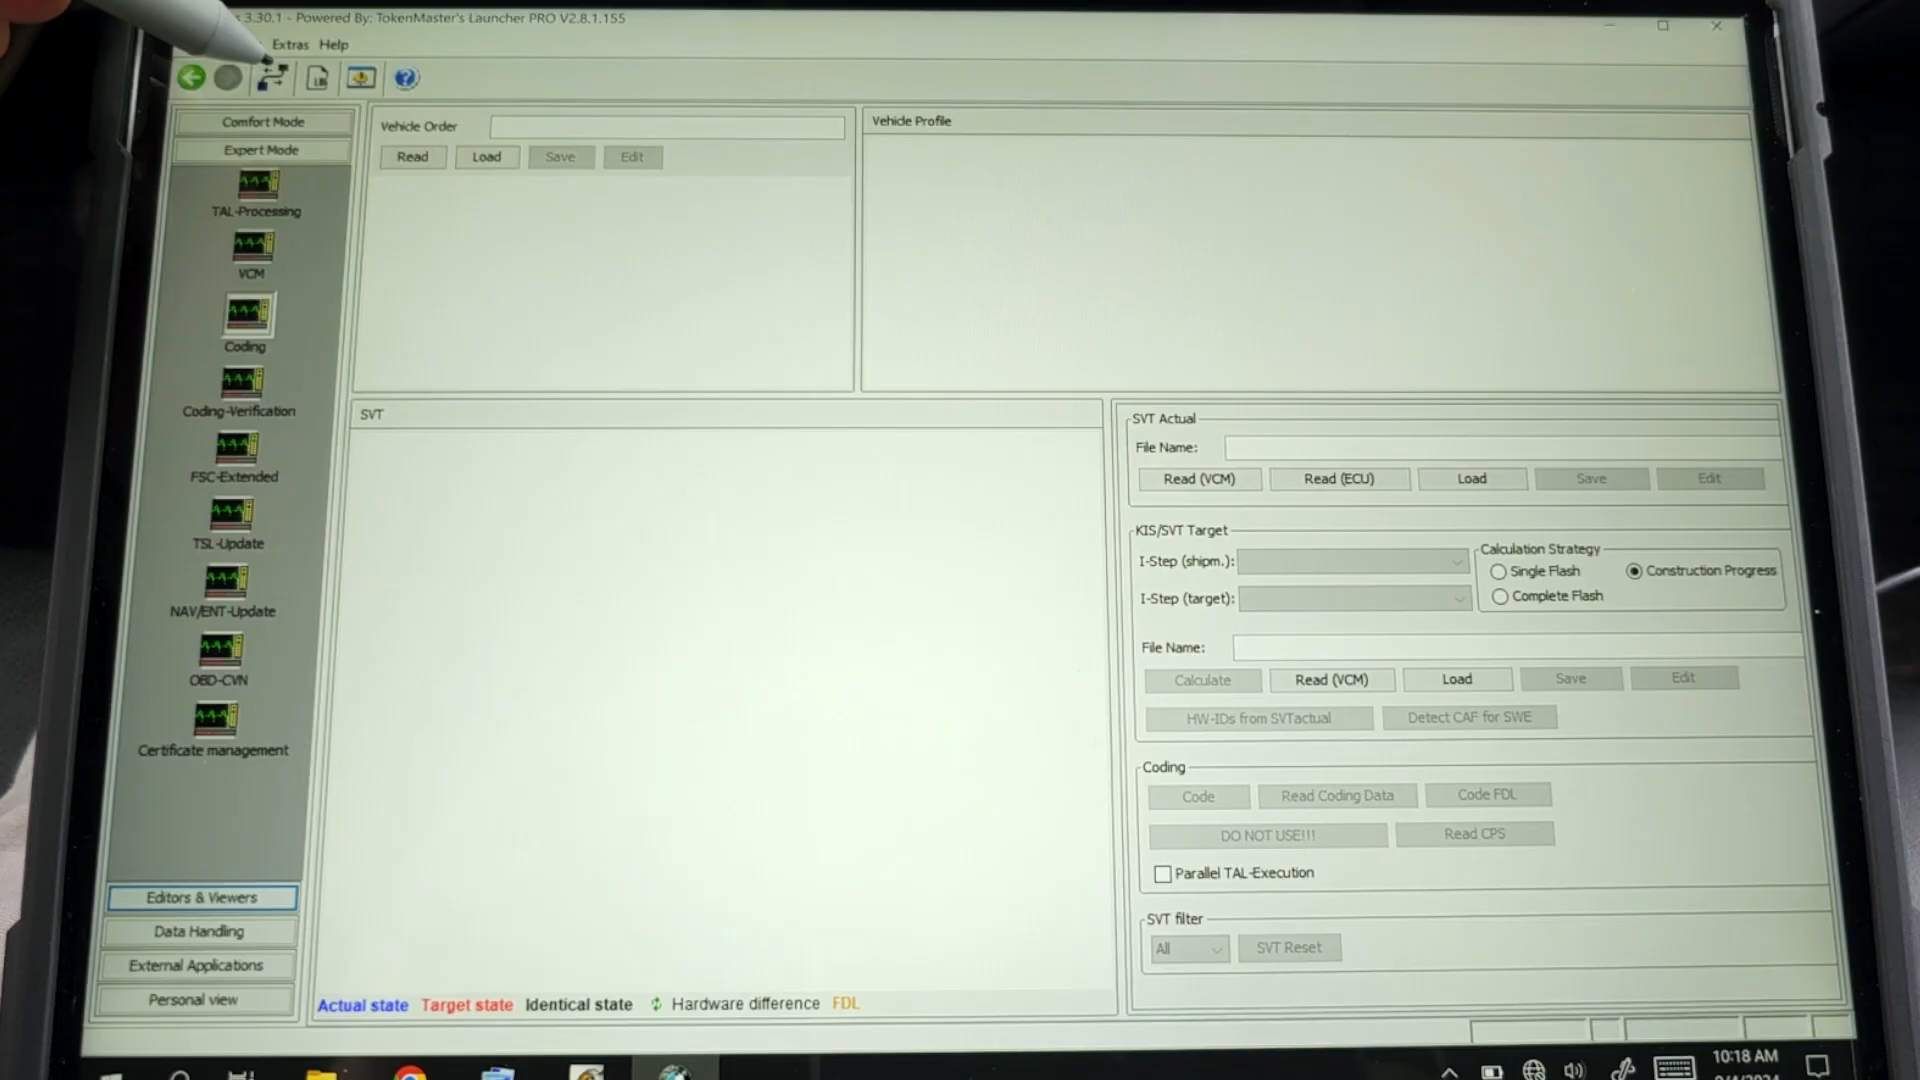 3.30.1 - Powered By: TokenMaster's Launcher PRO V2.8.1.155
Extras Help
Comfort Mode
Expert Mode
TAL-Processing
VCM
Coding
Coding-Verification
FSC-Extended
TSL-Update
NAV/ENT-Update
OBD-CVN
Certificate management
Editors & Viewers
Data Handling
External Applications
Personal view
Vehicle Order
Read Load Save Edit
Vehicle Profile
SVT
Actual state Target state Identical state Hardware difference FDL
SVT Actual
File Name:
Read (VCM) Read (ECU) Load Save Edit
KIS/SVT Target
I-Step (shipm.):
I-Step (target):
Calculation Strategy
Single Flash Construction Progress
Complete Flash
File Name:
Calculate Read (VCM) Load Save Edit
HW-IDs from SVTactual Detect CAF for SWE
Coding
Code Read Coding Data Code FDL
DO NOT USE!!! Read CPS
Parallel TAL-Execution
SVT filter
All SVT Reset
10:18 AM